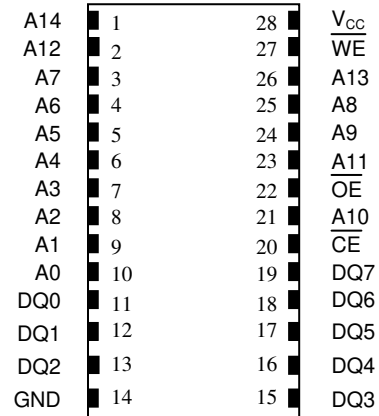 A14 1 28 VCC
A12 2 27 WE
A7 3 26 A13
A6 4 25 A8
A5 5 24 A9
A4 6 23 A11
A3 7 22 OE
A2 8 21 A10
A1 9 20 CE
A0 10 19 DQ7
DQ0 11 18 DQ6
DQ1 12 17 DQ5
DQ2 13 16 DQ4
GND 14 15 DQ3